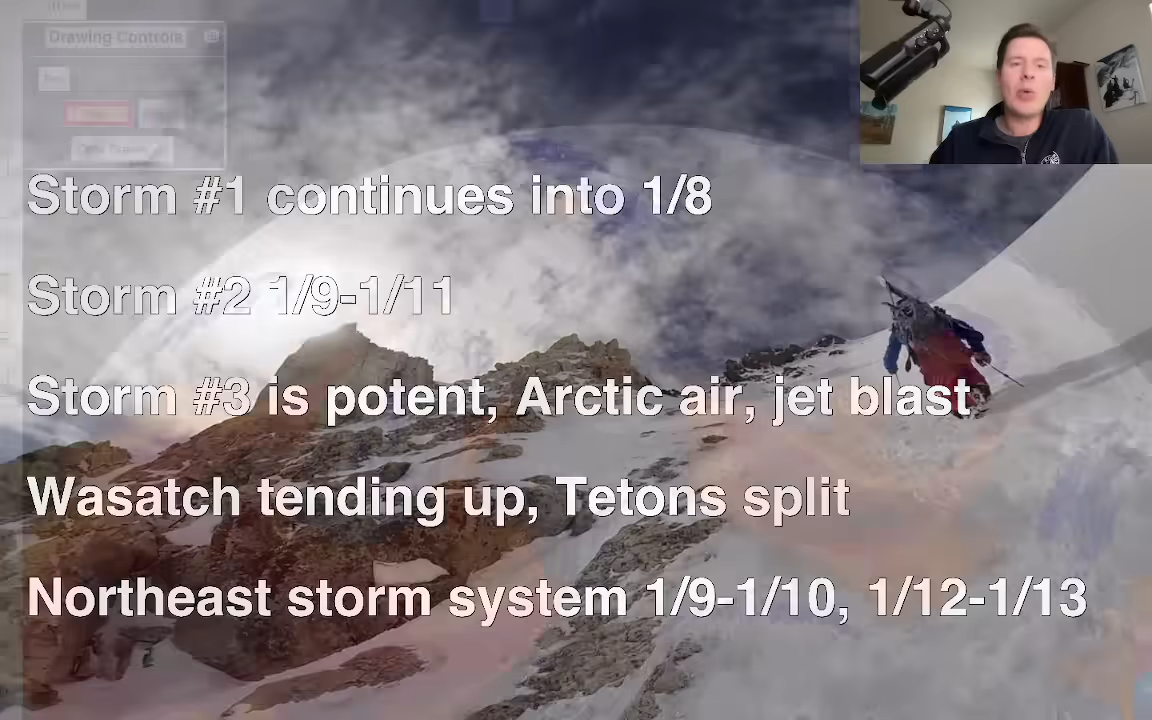 Drawing Controls
Storm #1 continues into 1/8
Storm #2 1/9-1/11
Storm #3 is potent, Arctic air, jet blast
Wasatch tending up, Tetons split
Northeast storm system 1/9-1/10, 1/12-1/13